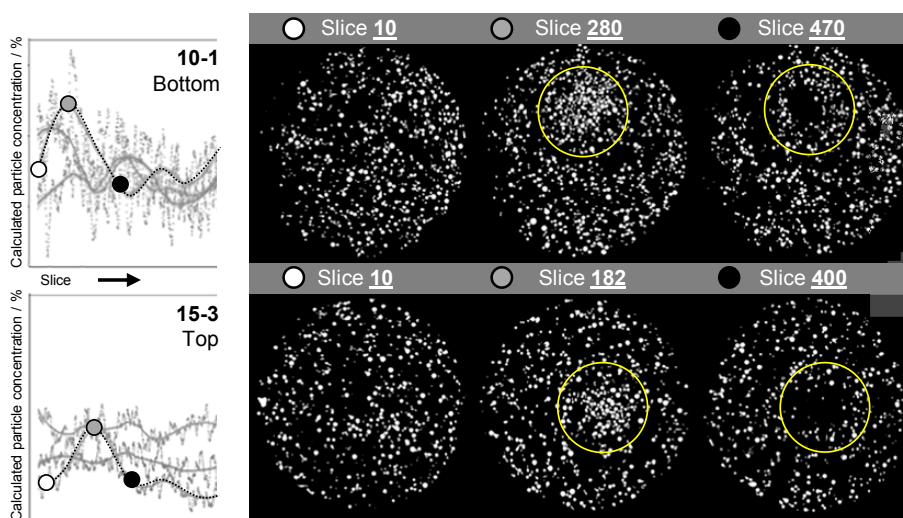 Calculated particle concentration / %
10-1
Bottom
Slice
Slice 10
Slice 280
Slice 470
Calculated particle concentration / %
15-3
Top
Slice 10
Slice 182
Slice 400